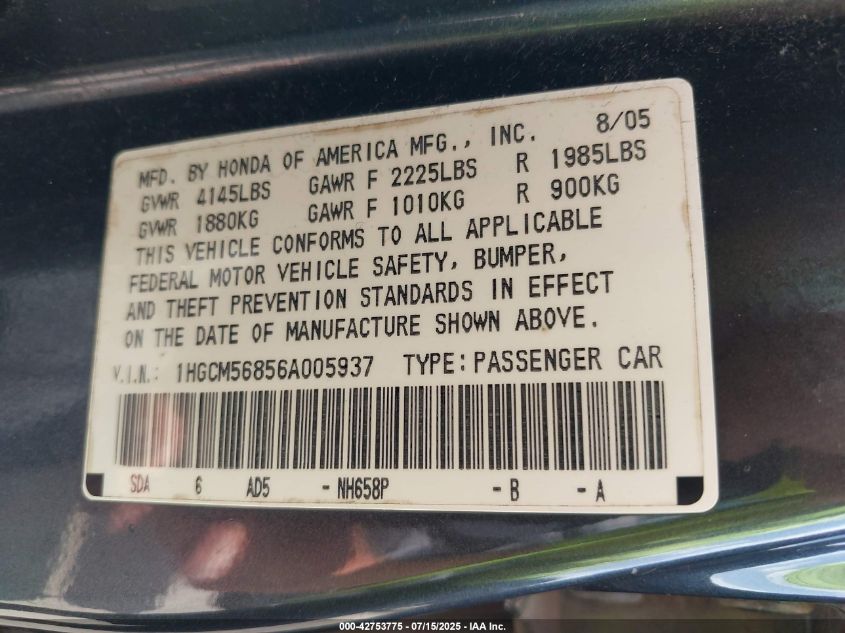 MFD. BY HONDA OF AMERICA MFG., INC. 8/05
GVWR 4145LBS GAWR F 2225LBS R 1985LBS
GVWR 1880KG GAWR F 1010KG R 900KG
THIS VEHICLE CONFORMS TO ALL APPLICABLE
FEDERAL MOTOR VEHICLE SAFETY, BUMPER,
AND THEFT PREVENTION STANDARDS IN EFFECT
ON THE DATE OF MANUFACTURE SHOWN ABOVE.
V.I.N.: 1HGCM56856A005937 TYPE: PASSENGER CAR
SDA 6 AD5 -NH658P -B -A
000-42753775 - 07/15/2025 - IAA Inc.